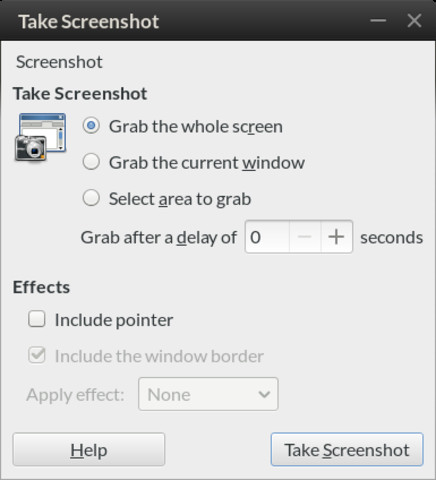 Take Screenshot
Screenshot
Take Screenshot
Grab the whole screen
Grab the current window
Select area to grab
Grab after a delay of 0 seconds
Effects
Include pointer
Include the window border
Apply effect: None
Help Take Screenshot